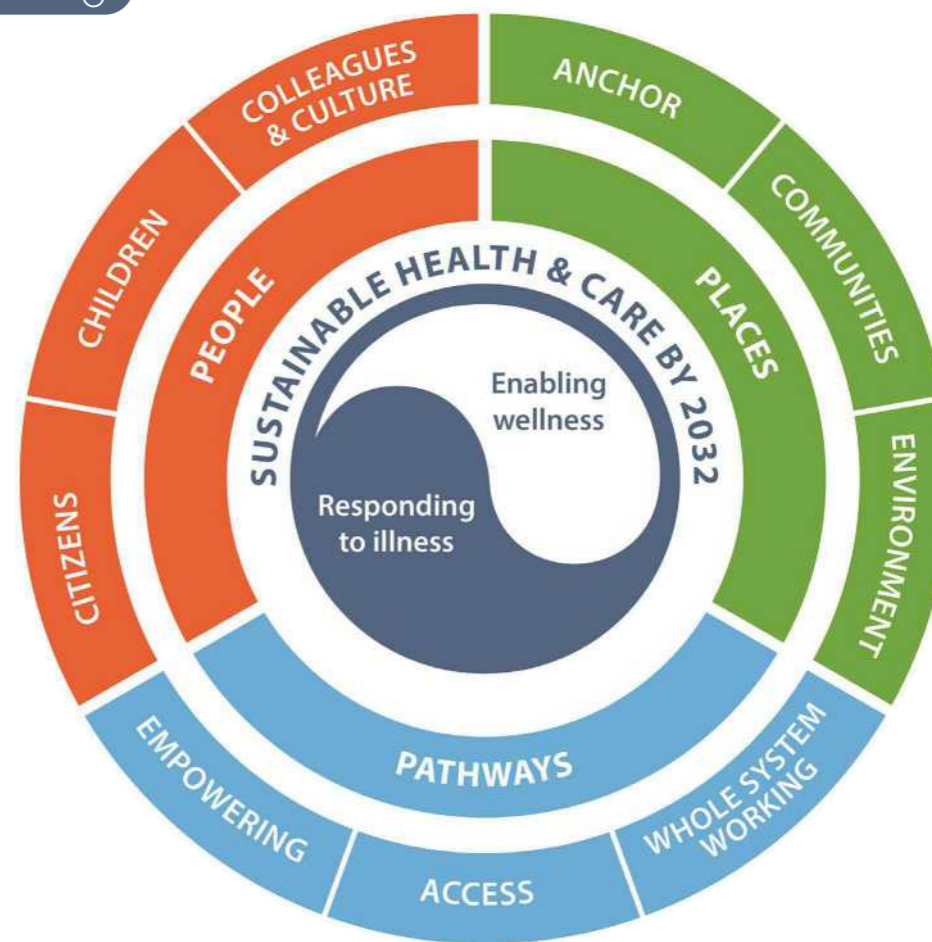 COLLEAGUES
& CULTURE
ANCHOR
CHILDREN
COMMUNITIES
PEOPLE
PLACES
SUSTAINABLE HEALTH & CARE BY 2032
Enabling
wellness
Responding
to illness
CITIZENS
ENVIRONMENT
PATHWAYS
EMPOWERING
ACCESS
WHOLE SYSTEM
WORKING